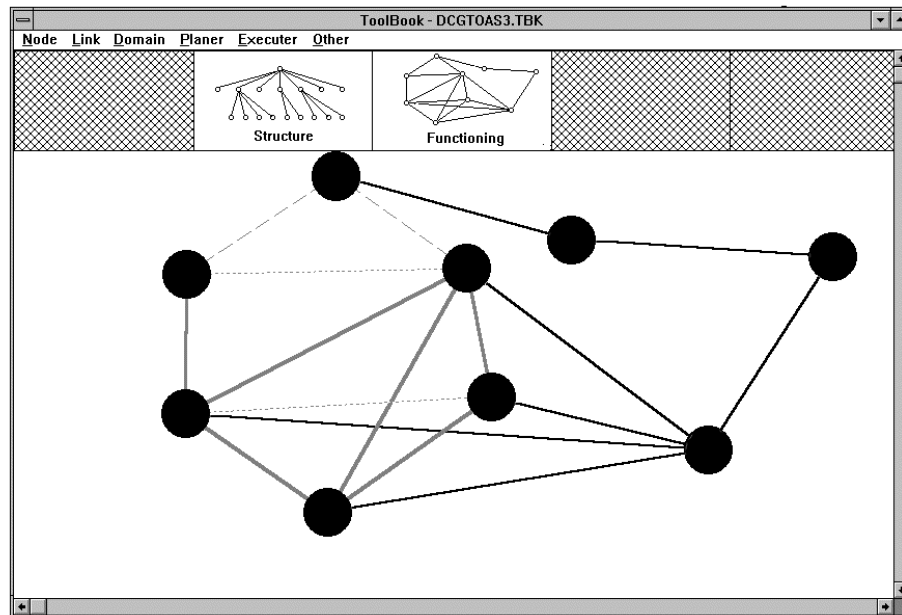 ToolBook - DCGTOAS3.TBK
Node Link Domain Planer Executer Other
Structure
Functioning